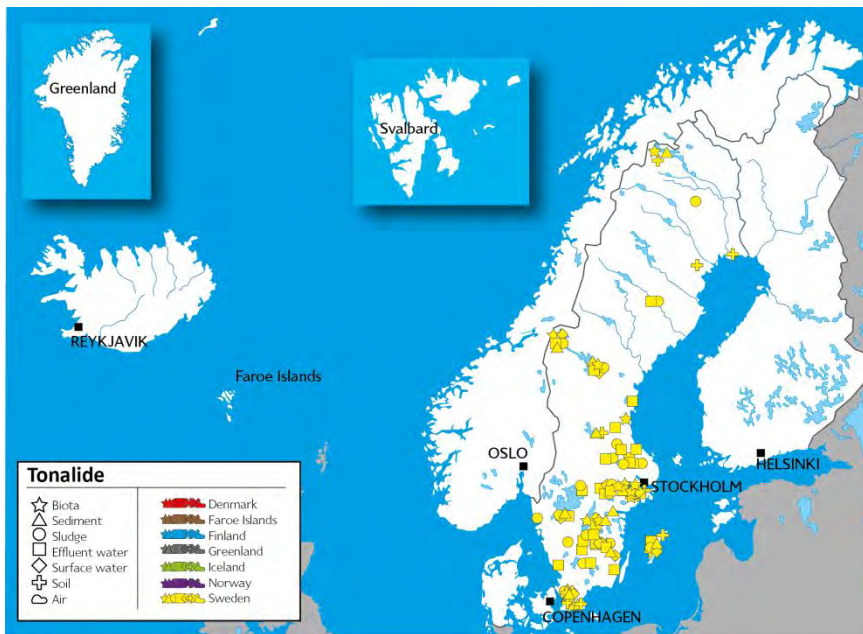 Greenland
Svalbard
REYKJAVIK
Faroe Islands
OSLO
HELSINKI
STOCKHOLM
COPENHAGEN
Tonalide
Biota
Sediment
Sludge
Effluent water
Surface water
Soil
Air
Denmark
Faroe Islands
Finland
Greenland
Iceland
Norway
Sweden